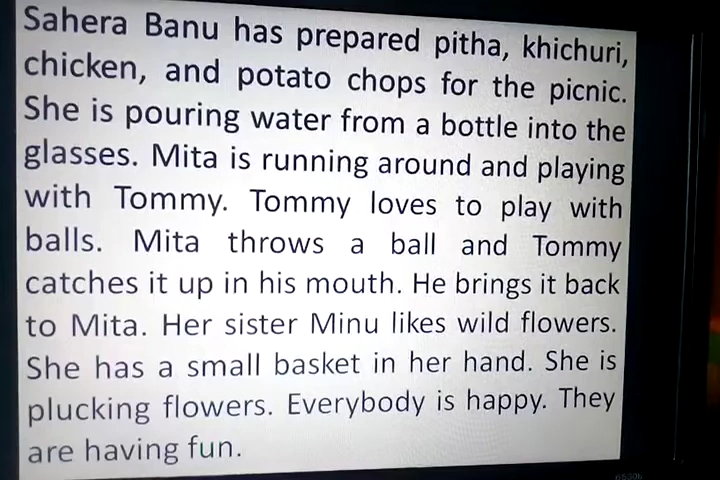 Sahera Banu has prepared pitha, khichuri,
chicken, and potato chops for the picnic.
She is pouring water from a bottle into the
glasses. Mita is running around and playing
with Tommy. Tommy loves to play with
balls. Mita throws a ball and Tommy
catches it up in his mouth. He brings it back
to Mita. Her sister Minu likes wild flowers.
She has a small basket in her hand. She is
plucking flowers. Everybody is happy. They
are having fun.